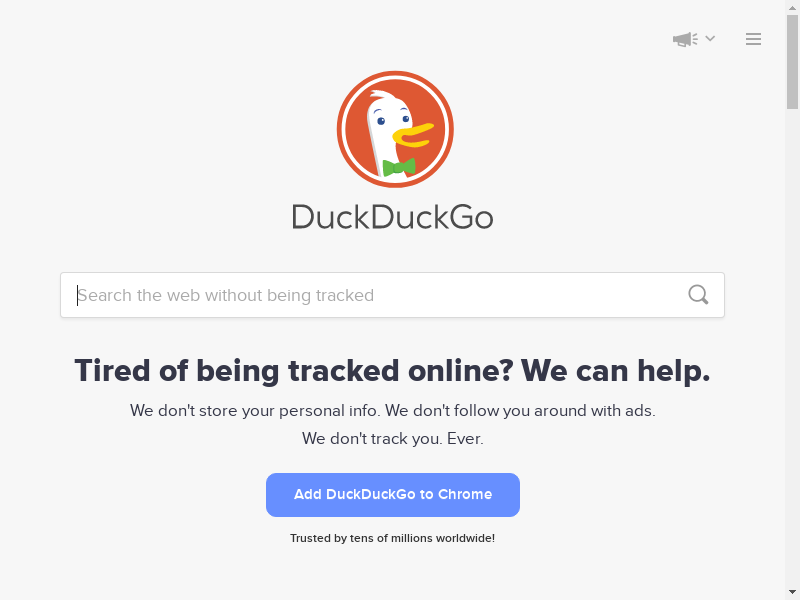 DuckDuckGo
Search the web without being tracked
Tired of being tracked online? We can help.
We don't store your personal info. We don't follow you around with ads.
We don't track you. Ever.
Add DuckDuckGo to Chrome
Trusted by tens of millions worldwide!